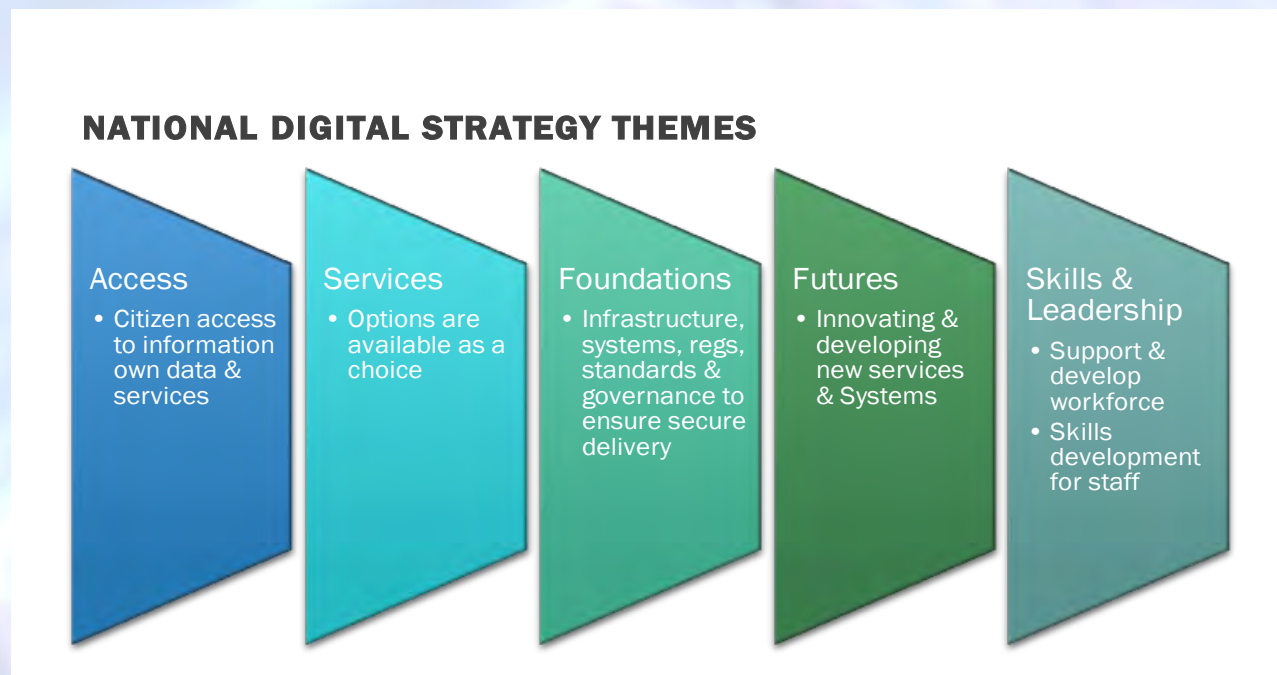 NATIONAL DIGITAL STRATEGY THEMES
Access
• Citizen access
to information
own data &
services
Services
• Options are
available as a
choice
Foundations
• Infrastructure,
systems, regs,
standards &
governance to
ensure secure
delivery
Futures
• Innovating &
developing
new services
& Systems
Skills &
Leadership
• Support &
develop
workforce
• Skills
development
for staff